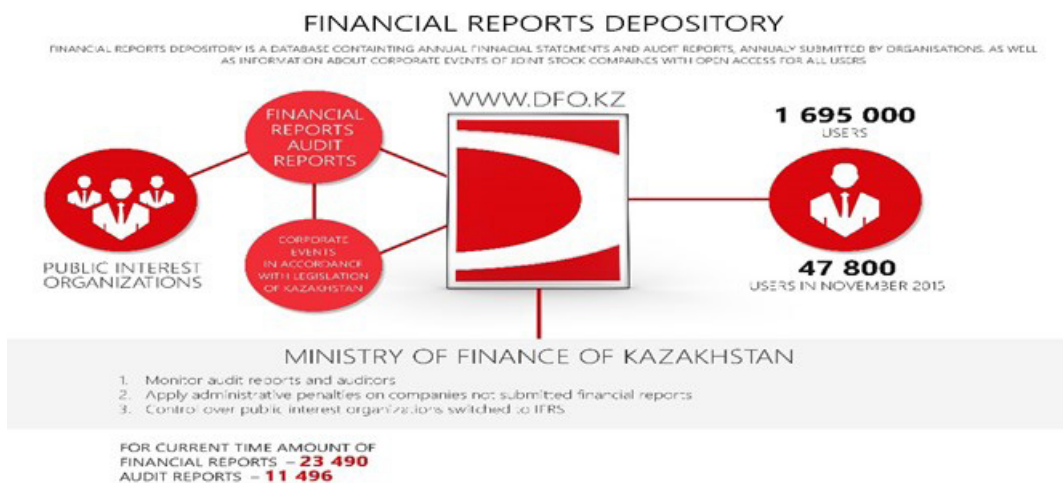 FINANCIAL REPORTS DEPOSITORY
FINANCIAL REPORTS DEPOSITORY IS A DATABASE CONTAINTING ANNUAL FINNACIAL STATEMENTS AND AUDIT REPORTS, ANNUALY SUBMITTED BY ORGANISATIONS, AS WELL
AS INFORMATION ABOUT CORPORATE EVENTS OF JOINT STOCK COMPAINES WITH OPEN ACCESS FOR ALL USERS
WWW.DFO.KZ
FINANCIAL
REPORTS
AUDIT
REPORTS
1 695 000
USERS
PUBLIC INTEREST
ORGANIZATIONS
CORPORATE
EVENTS
IN ACCORDANCE
WITH LEGISLATION
OF KAZAKHSTAN
47 800
USERS IN NOVEMBER 2015
MINISTRY OF FINANCE OF KAZAKHSTAN
1. Monitor audit reports and auditors
2. Apply administrative penalties on companies not submitted financial reports
3. Control over public interest organizations switched to IFRS
FOR CURRENT TIME AMOUNT OF
FINANCIAL REPORTS – 23 490
AUDIT REPORTS – 11 496